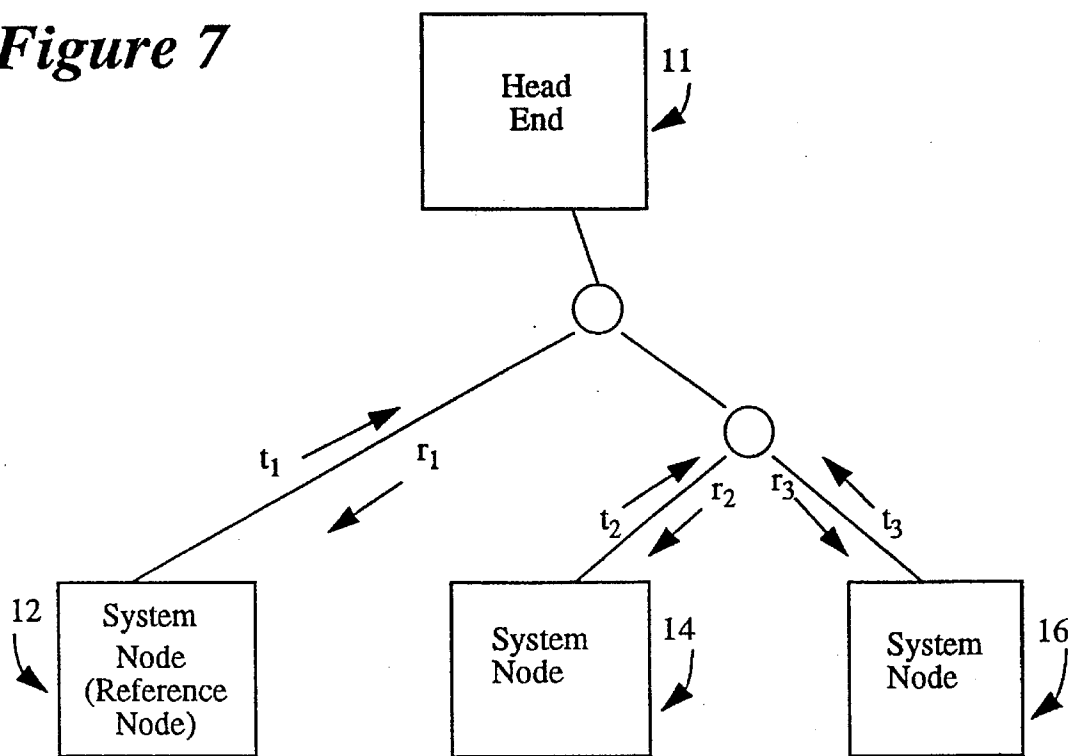 Figure 7
Head
End
11
t1
r1
t2
r2
r3
t3
12
System
Node
(Reference
Node)
System
Node
14
System
Node
16